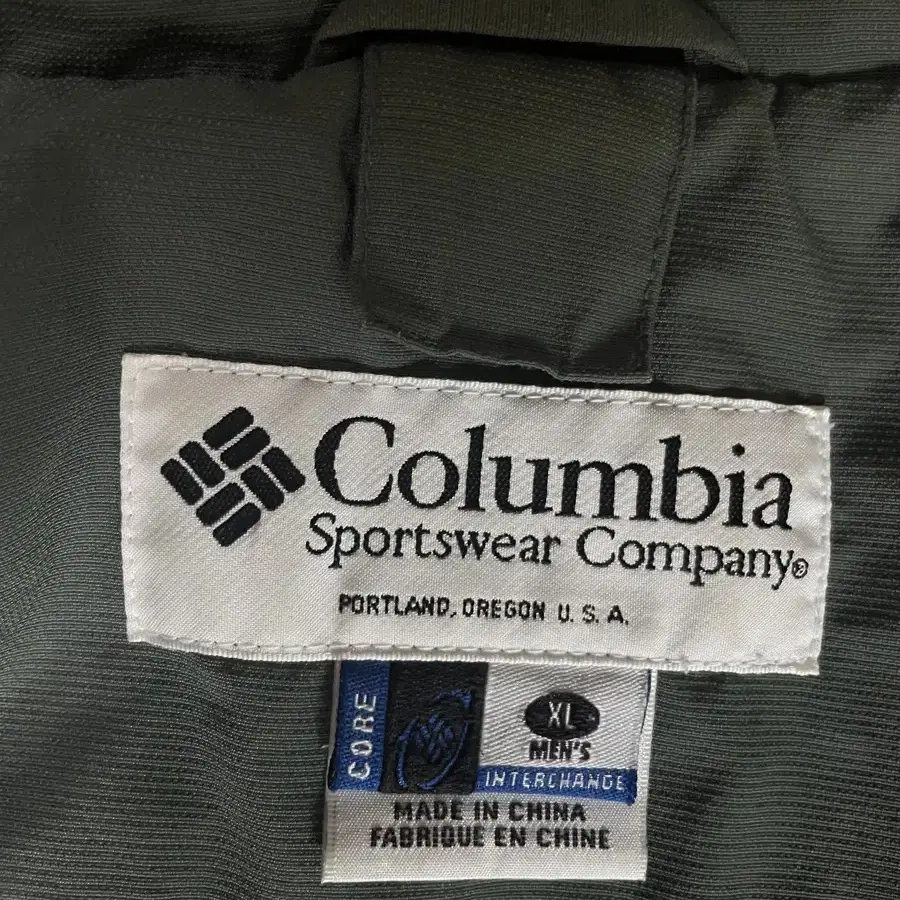 Columbia
Sportswear Company®
PORTLAND, OREGON U.S.A.
CORE
XL
MEN'S
INTERCHANGE
MADE IN CHINA
FABRIQUE EN CHINE